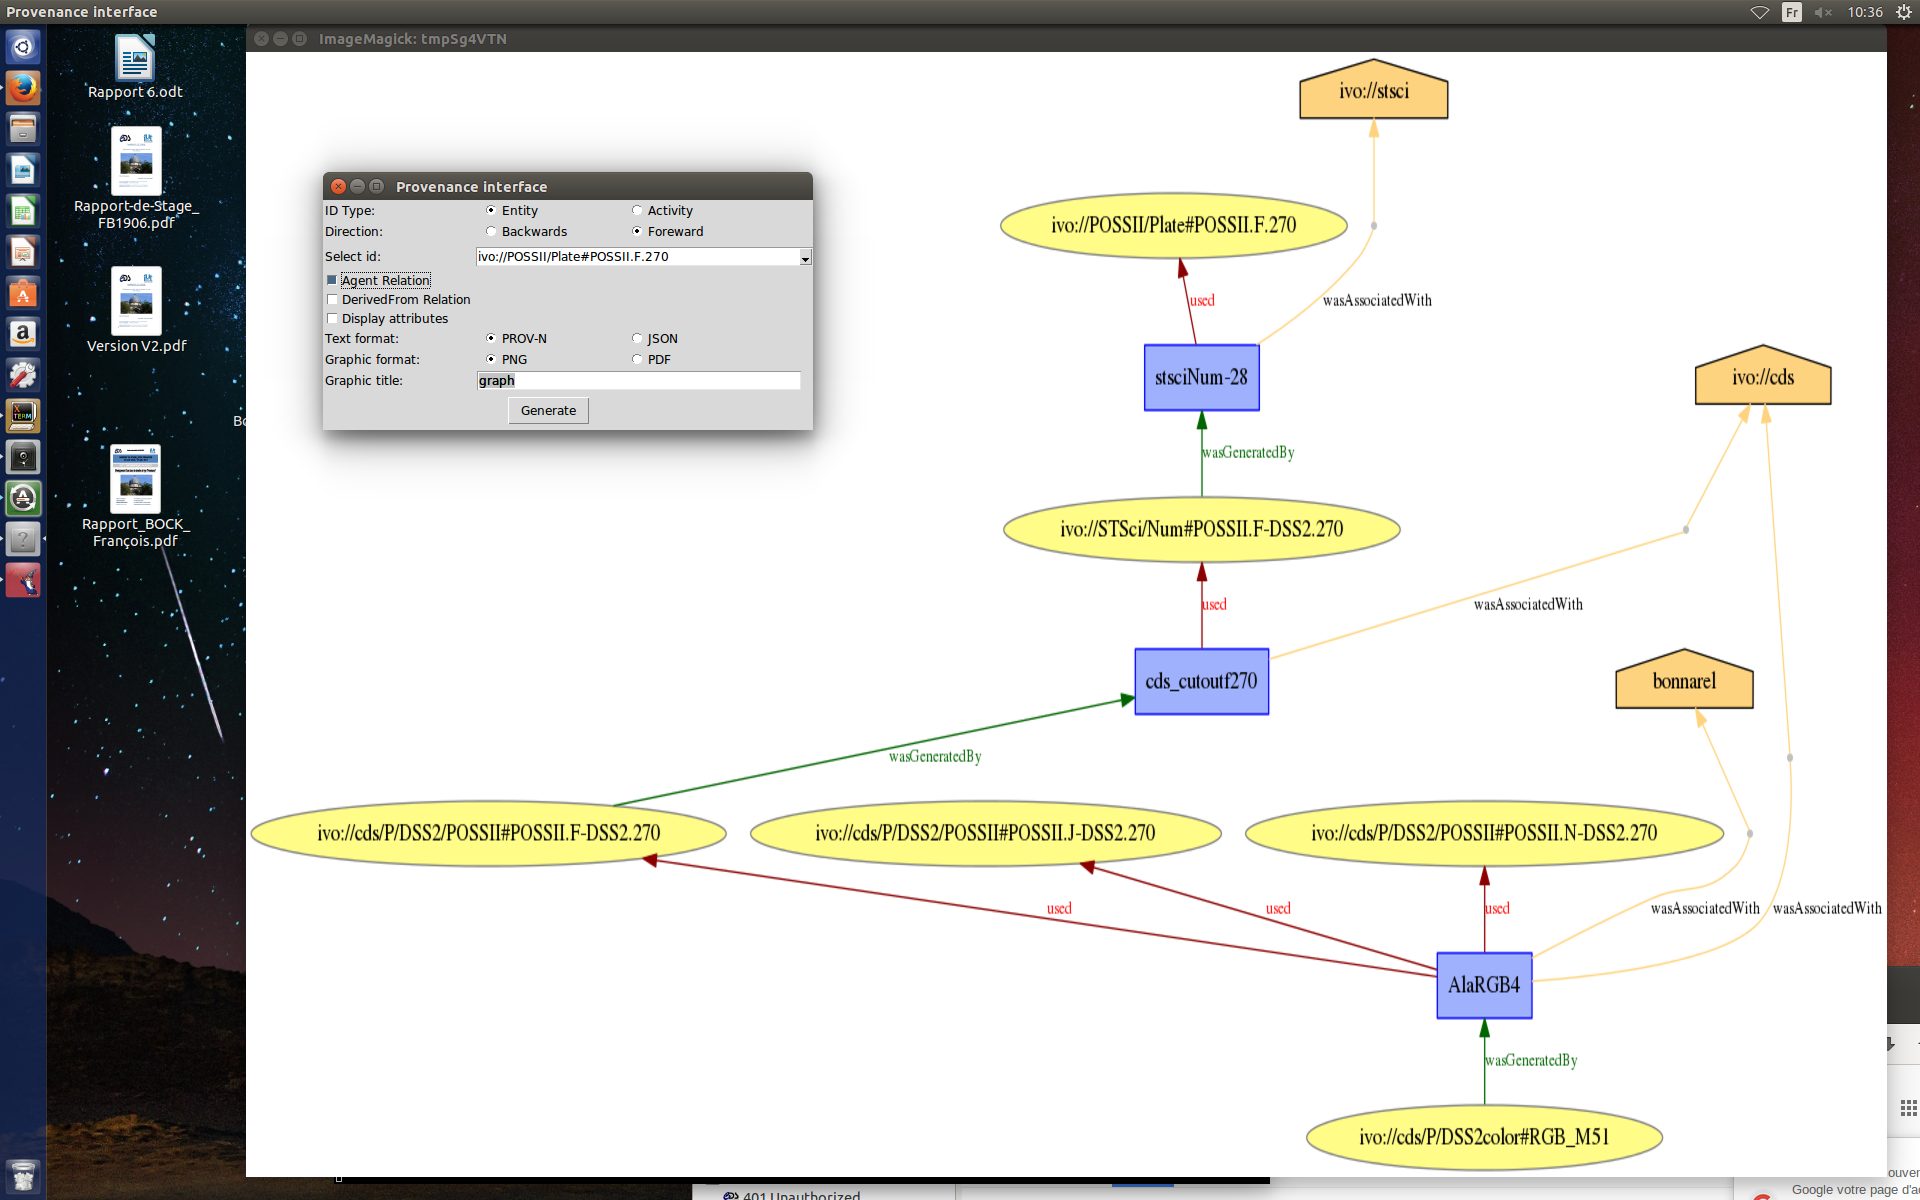 Provenance interface
Fr
10:36
ImageMagick: tmpSg4VTN
Rapport 6.odt
Rapport-de-Stage_
FB1906.pdf
Version V2.pdf
Rapport_BOCK_
François.pdf
Provenance interface
ID Type:
Entity
Activity
Direction:
Backwards
Foreward
Select id:
ivo://POSSII/Plate#POSSII.F.270
Agent Relation
DerivedFrom Relation
Display attributes
Text format:
PROV-N
JSON
Graphic format:
PNG
PDF
Graphic title:
graph
Generate
ivo://stsci
ivo://POSSII/Plate#POSSII.F.270
used
wasAssociatedWith
stsciNum-28
ivo://cds
wasGeneratedBy
ivo://STSci/Num#POSSII.F-DSS2.270
used
wasAssociatedWith
cds_cutoutf270
bonnarel
wasGeneratedBy
ivo://cds/P/DSS2/POSSII#POSSII.F-DSS2.270
ivo://cds/P/DSS2/POSSII#POSSII.J-DSS2.270
ivo://cds/P/DSS2/POSSII#POSSII.N-DSS2.270
used
used
used
wasAssociatedWith
wasAssociatedWith
AlaRGB4
wasGeneratedBy
ivo://cds/P/DSS2color#RGB_M51
401 Unauthorized
Google votre page d'a